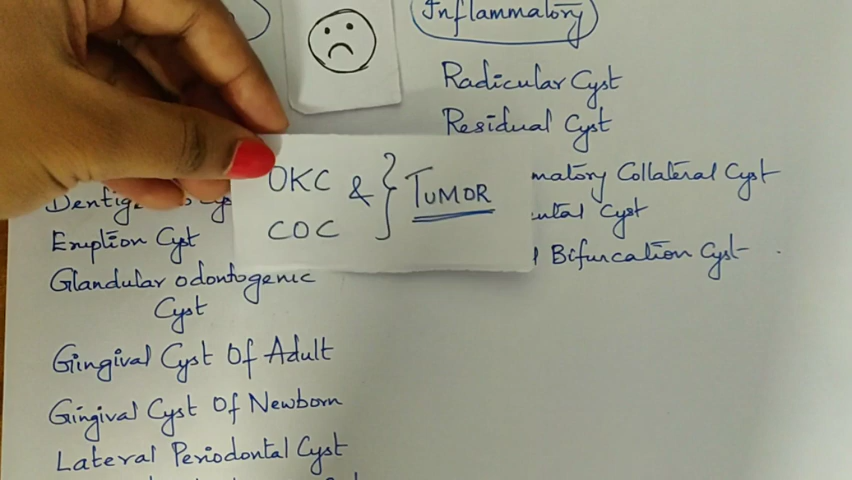 Inflammatory
Radicular Cyst
Residual Cyst
matory Collateral Cyst
ental Cyst
Bifurcation Cyst
OKC & } TUMOR
COC
Eruption Cyst
Glandular odontogenic
Cyst
Gingival Cyst Of Adult
Gingival Cyst Of Newborn
Lateral Periodontal Cyst